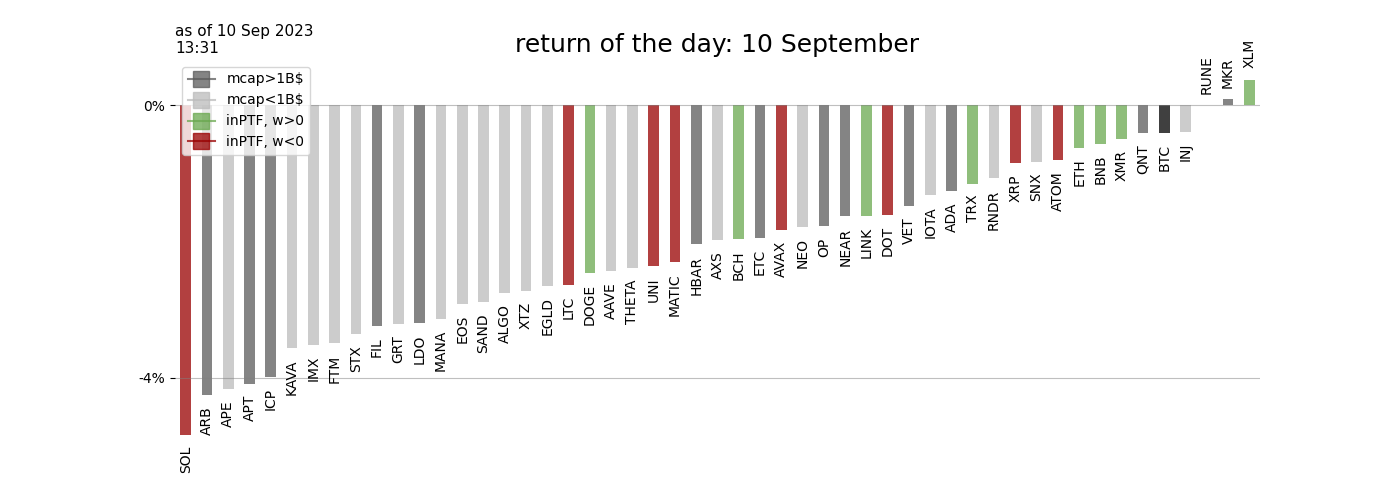 as of 10 Sep 2023
13:31
return of the day: 10 September
mcap>1B$
mcap<1B$
inPTF, w>0
inPTF, w<0
0%
-4%
SOL
ARB
APE
APT
ICP
KAVA
IMX
FTM
STX
FIL
GRT
LDO
MANA
EOS
SAND
ALGO
XTZ
EGLD
LTC
DOGE
AAVE
THETA
UNI
MATIC
HBAR
AXS
BCH
ETC
AVAX
NEO
OP
NEAR
LINK
DOT
VET
IOTA
ADA
TRX
RNDR
XRP
SNX
ATOM
ETH
BNB
XMR
QNT
BTC
INJ
RUNE
MKR
XLM